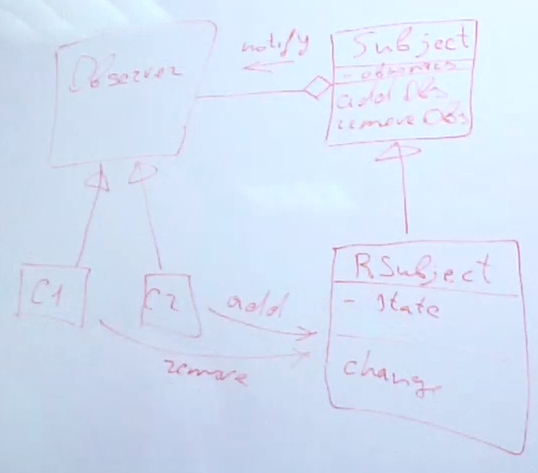 notify
Subject
Observer
- observers
add Obs
remove Obs
RSubject
C1
C2
add
- State
remove
change